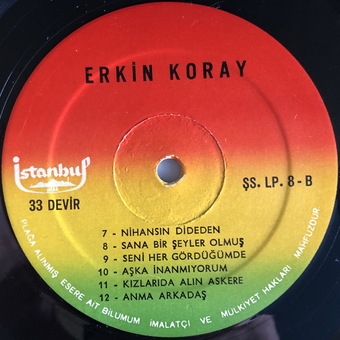 ERKİN KORAY
istanbul
33 DEVİR
ŞS. LP. 8-B
7 - NİHANSIN DİDEDEN
8 - SANA BİR ŞEYLER OLMUŞ
9 - SENİ HER GÖRDÜĞÜMDE
10 - AŞKA İNANMIYORUM
11 - KIZLARIDA ALIN ASKERE
12 - ANMA ARKADAŞ
PLAĞA ALINMIŞ ESERE AİT BİLUMUM İMALATÇI VE MÜLKİYET HAKLARI MAHFUZDUR